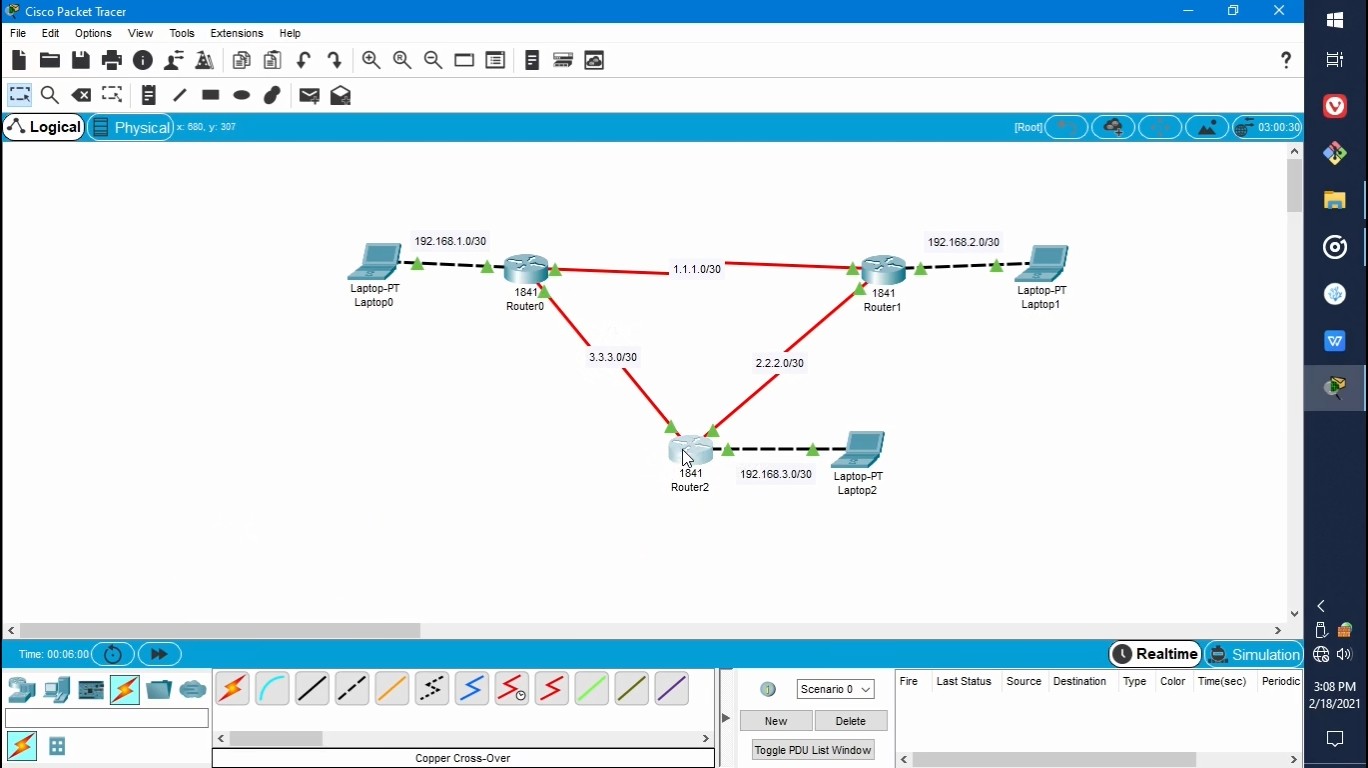 Cisco Packet Tracer
File Edit Options View Tools Extensions Help
?
Logical Physical x: 680, y: 307 [Root] 03:00:30
192.168.1.0/30
192.168.2.0/30
1.1.1.0/30
Laptop-PT
Laptop0
1841
Router0
1841
Router1
Laptop-PT
Laptop1
3.3.3.0/30
2.2.2.0/30
1841
Router2
192.168.3.0/30
Laptop-PT
Laptop2
Time: 00:06:00 Realtime Simulation
Scenario 0
New Delete
Toggle PDU List Window
Fire Last Status Source Destination Type Color Time(sec) Periodic
Copper Cross-Over
3:08 PM
2/18/2021